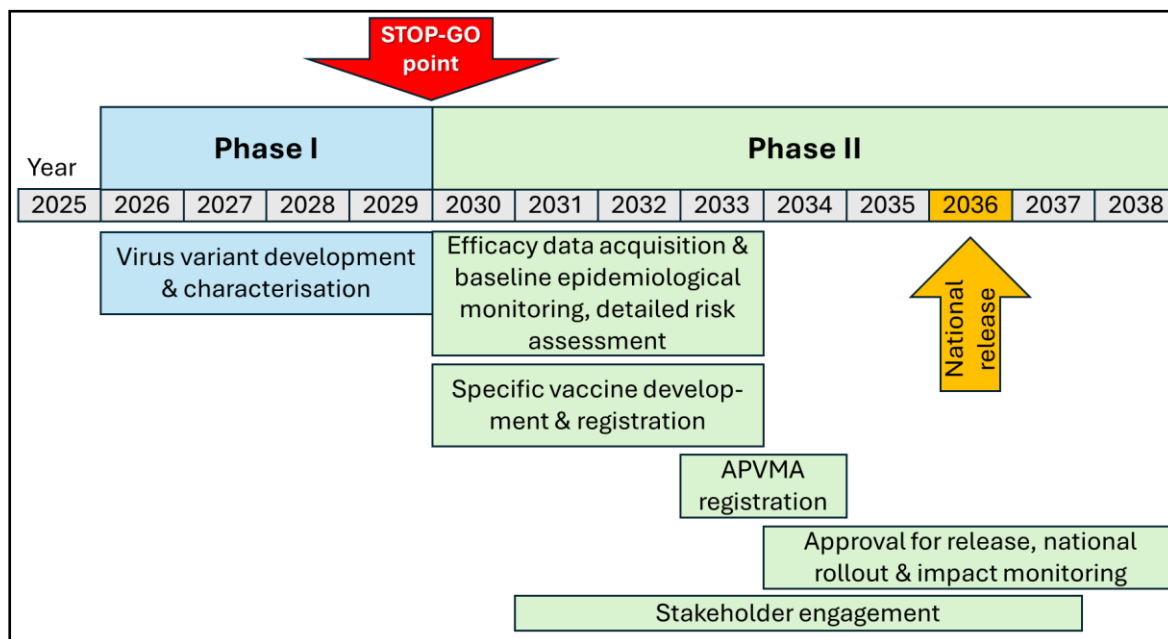 STOP-GO
point
Phase I
Phase II
Year
2025 2026 2027 2028 2029 2030 2031 2032 2033 2034 2035 2036 2037 2038
Virus variant development
& characterisation
Efficacy data acquisition &
baseline epidemiological
monitoring, detailed risk
assessment
National
release
Specific vaccine develop-
ment & registration
APVMA
registration
Approval for release, national
rollout & impact monitoring
Stakeholder engagement